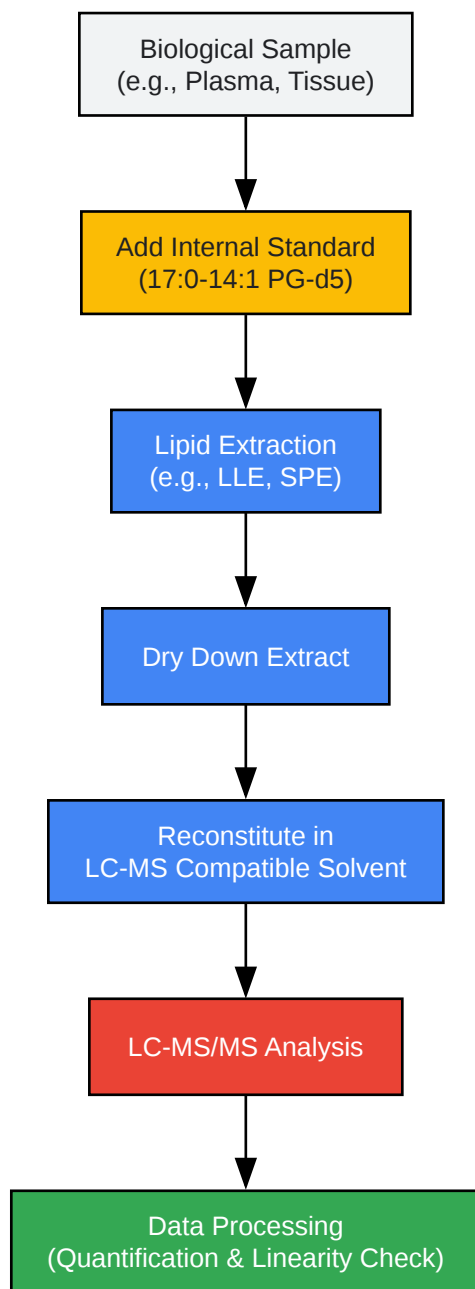 Biological Sample
(e.g., Plasma, Tissue)
Add Internal Standard
(17:0-14:1 PG-d5)
Lipid Extraction
(e.g., LLE, SPE)
Dry Down Extract
Reconstitute in
LC-MS Compatible Solvent
LC-MS/MS Analysis
Data Processing
(Quantification & Linearity Check)